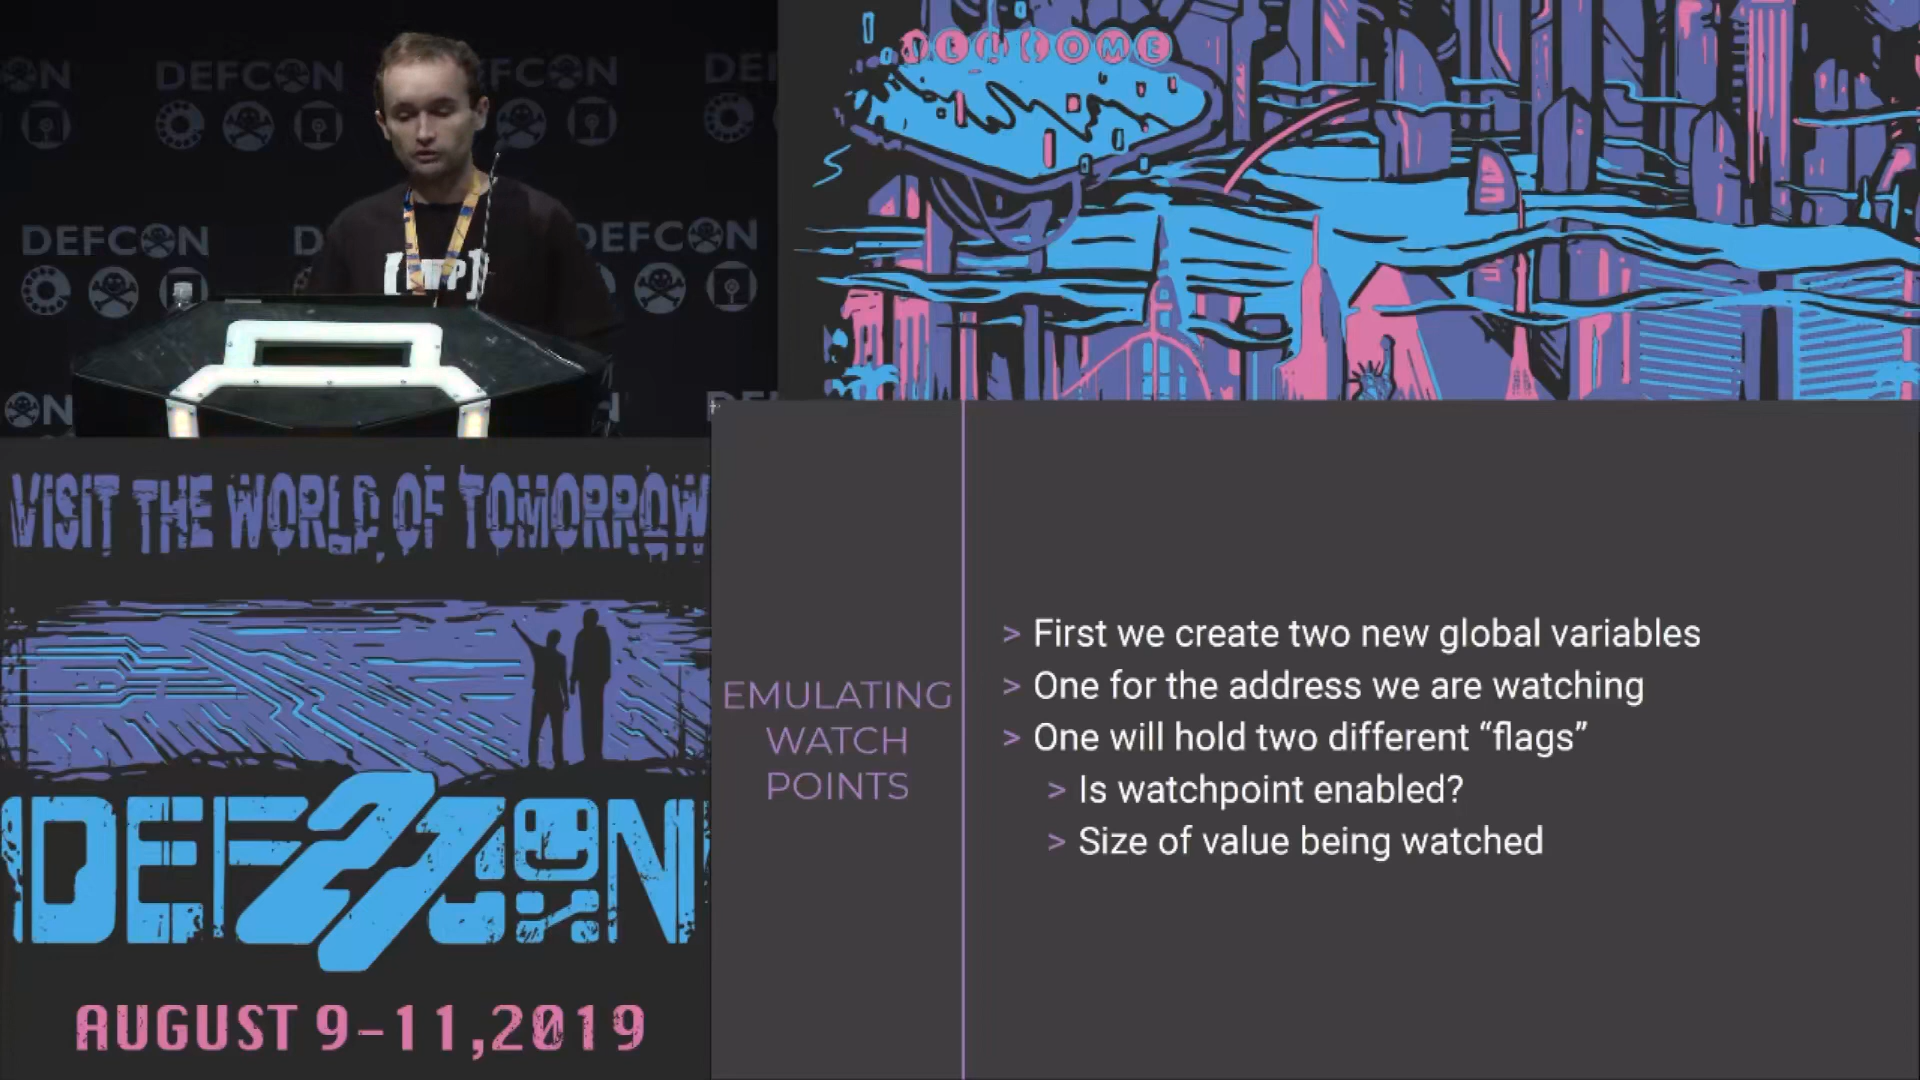 DEFCON
DEFCON
DEFCON
WELCOME
VISIT THE WORLD OF TOMORROW
DEF27CON
AUGUST 9-11,2019
EMULATING
WATCH
POINTS
> First we create two new global variables
> One for the address we are watching
> One will hold two different “flags”
> Is watchpoint enabled?
> Size of value being watched